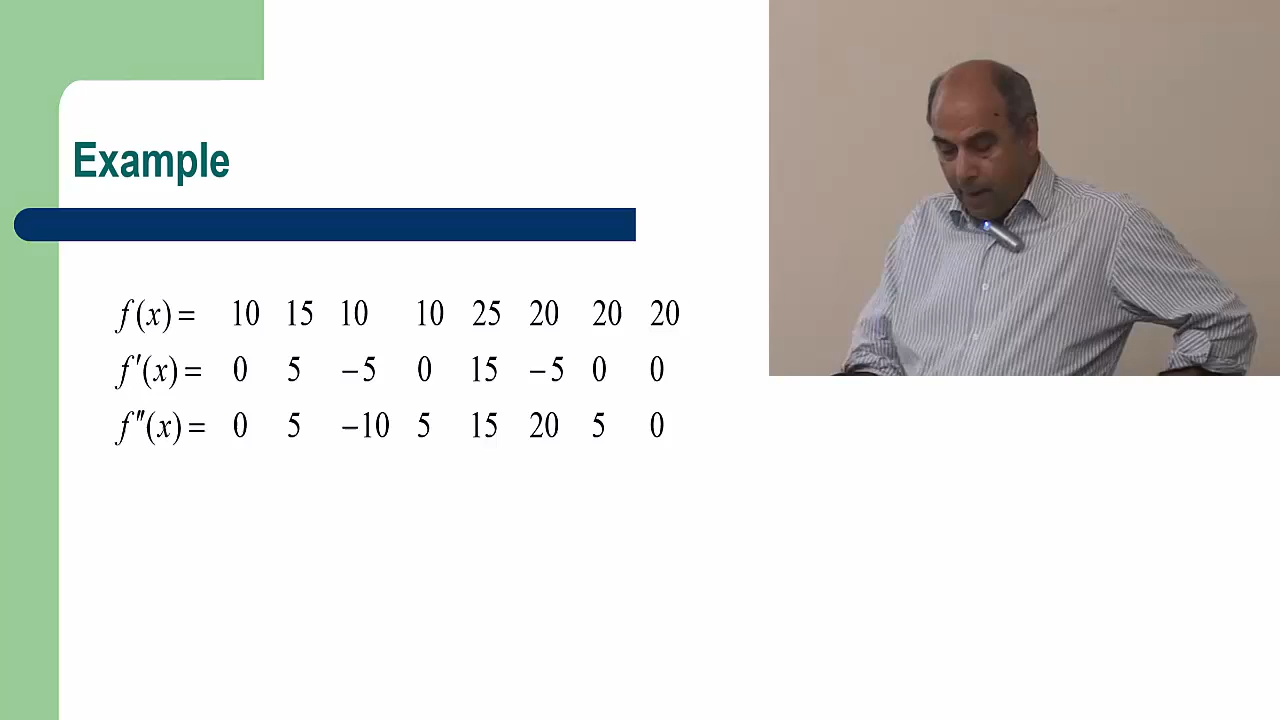 Example
f(x) = 10 15 10 10 25 20 20 20
f′(x) = 0 5 −5 0 15 −5 0 0
f″(x) = 0 5 −10 5 15 20 5 0